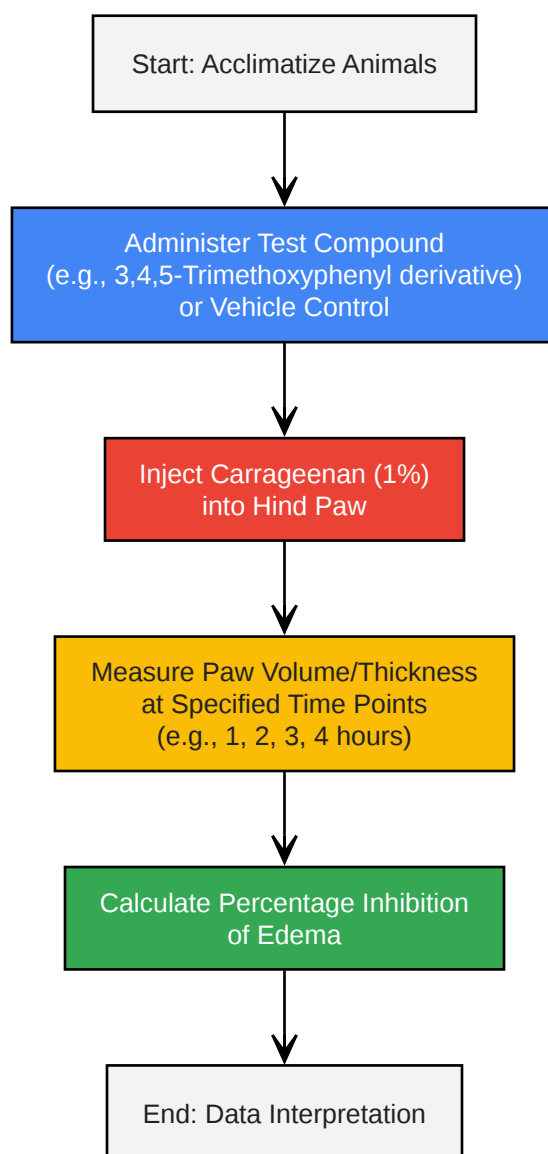 Start: Acclimatize Animals
Administer Test Compound
(e.g., 3,4,5-Trimethoxyphenyl derivative)
or Vehicle Control
Inject Carrageenan (1%)
into Hind Paw
Measure Paw Volume/Thickness
at Specified Time Points
(e.g., 1, 2, 3, 4 hours)
Calculate Percentage Inhibition
of Edema
End: Data Interpretation